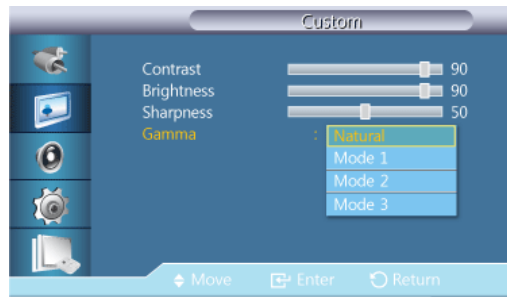 Custom
Contrast 90
Brightness 90
Sharpness 50
Gamma : Natural
Mode 1
Mode 2
Mode 3
Move Enter Return